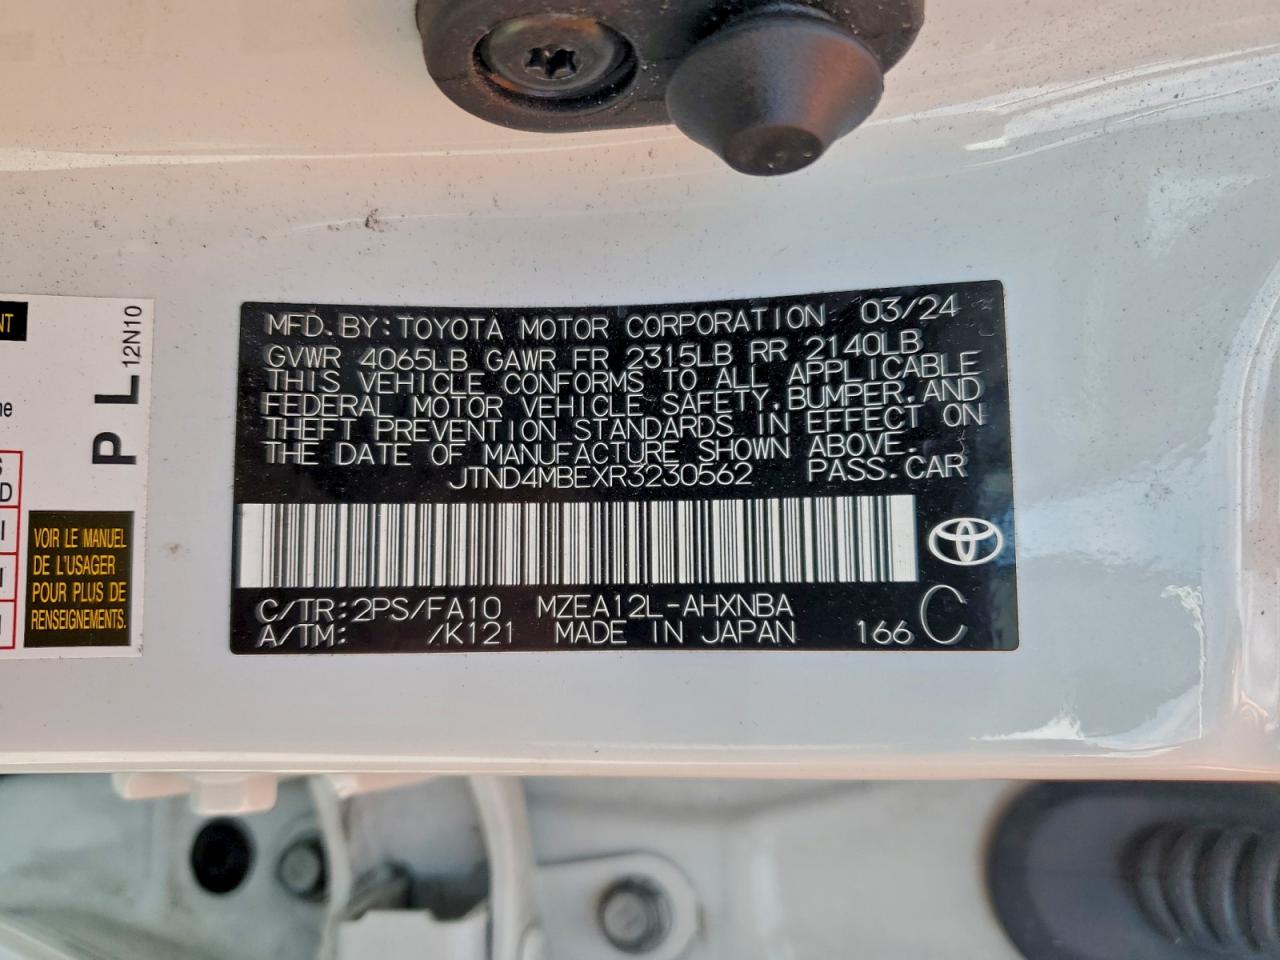 MFD.BY:TOYOTA MOTOR CORPORATION 03/24
GVWR 4065LB GAWR FR 2315LB RR 2140LB
THIS VEHICLE CONFORMS TO ALL APPLICABLE
FEDERAL MOTOR VEHICLE SAFETY,BUMPER,AND
THEFT PREVENTION STANDARDS IN EFFECT ON
THE DATE OF MANUFACTURE SHOWN ABOVE.
JTND4MBEXR3230562 PASS.CAR
C/TR:2PS/FA10 MZEA12L-AHXNBA
A/TM: /K121 MADE IN JAPAN 166 C
NT
12N10
P L
ne
S
D
I
VOIR LE MANUEL
DE L'USAGER
POUR PLUS DE
RENSEIGNEMENTS.